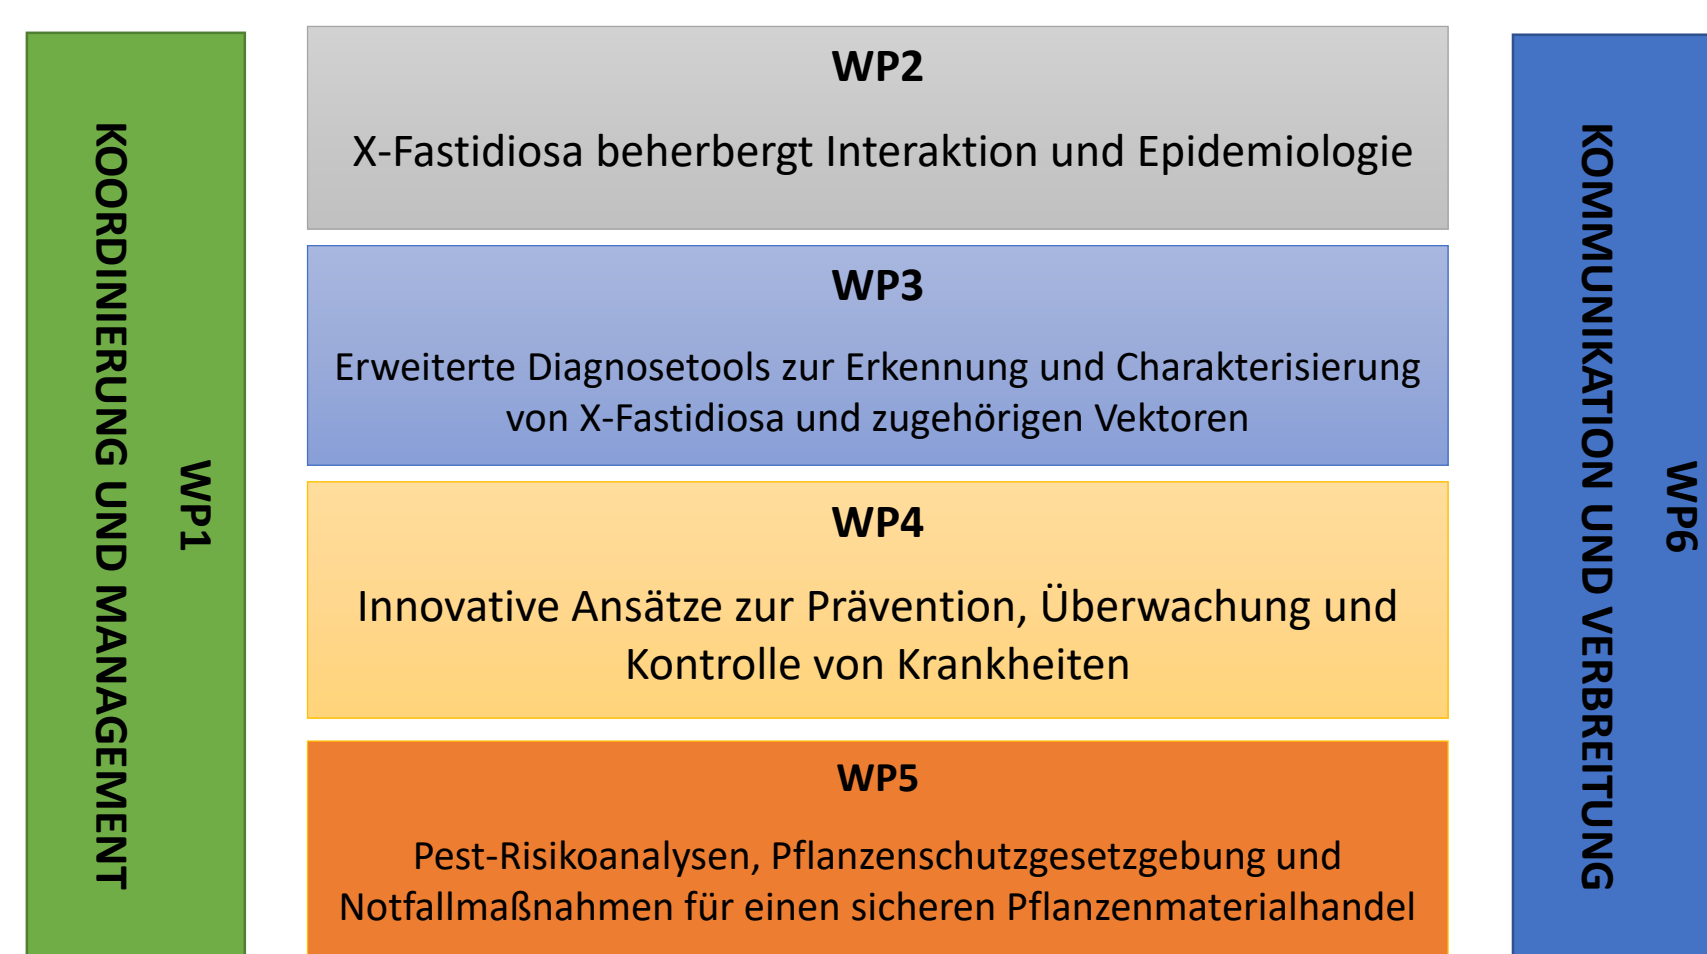 WP1
KOORDINIERUNG UND MANAGEMENT
WP2
X-Fastidiosa beherbergt Interaktion und Epidemiologie
WP3
Erweiterte Diagnosetools zur Erkennung und Charakterisierung
von X-Fastidiosa und zugehörigen Vektoren
WP4
Innovative Ansätze zur Prävention, Überwachung und
Kontrolle von Krankheiten
WP5
Pest-Risikoanalysen, Pflanzenschutzgesetzgebung und
Notfallmaßnahmen für einen sicheren Pflanzenmaterialhandel
WP6
KOMMUNIKATION UND VERBREITUNG